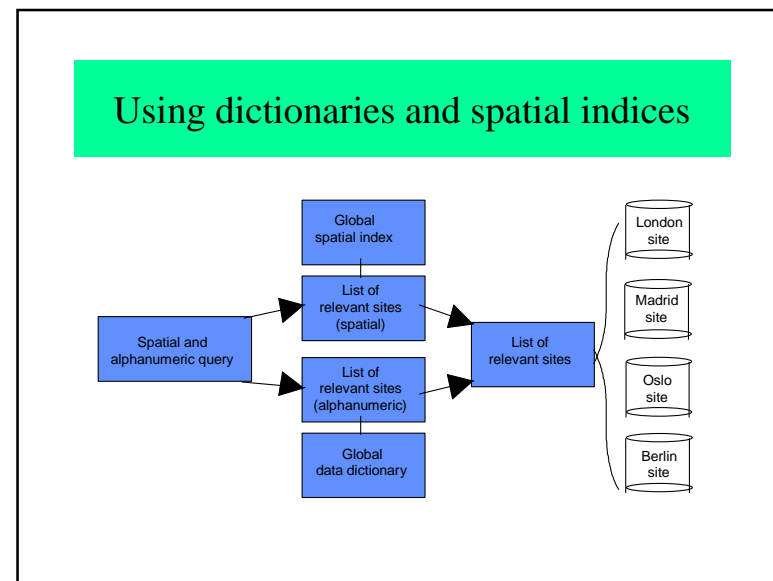 Using dictionaries and spatial indices
Global
spatial index
List of
relevant sites
(spatial)
Spatial and
alphanumeric query
List of
relevant sites
(alphanumeric)
Global
data dictionary
List of
relevant sites
London
site
Madrid
site
Oslo
site
Berlin
site